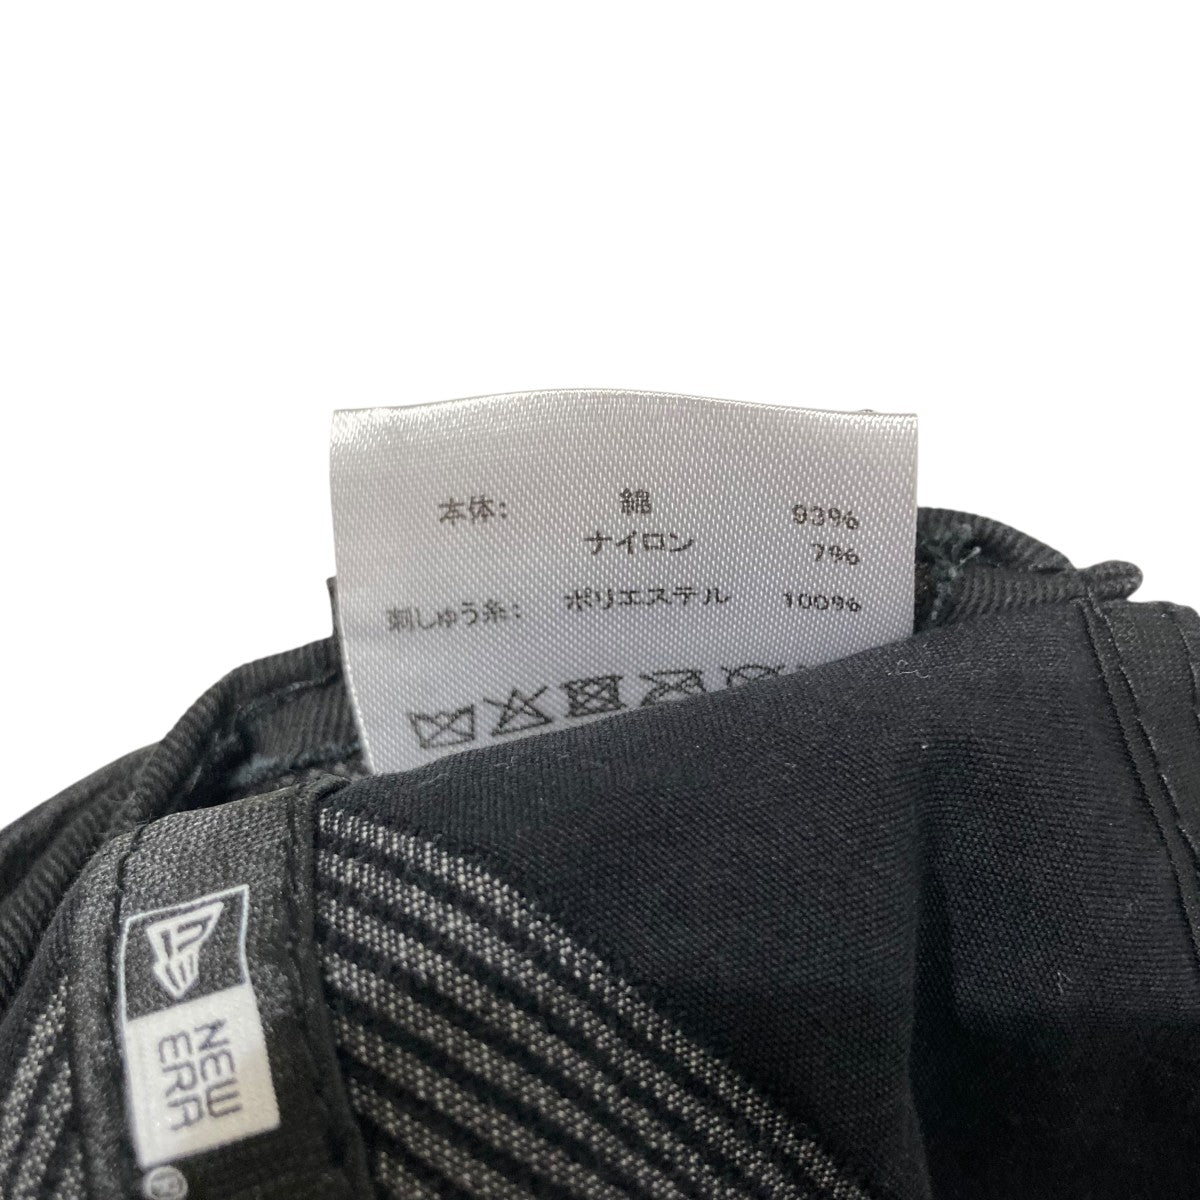 本体: 綿 93%
ナイロン 7%
刺しゅう糸: ポリエステル 100%
NEW
ERA
®